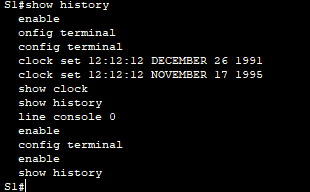 S1#show history
enable
onfig terminal
config terminal
clock set 12:12:12 DECEMBER 26 1991
clock set 12:12:12 NOVEMBER 17 1995
show clock
show history
line console 0
enable
config terminal
enable
show history
S1#